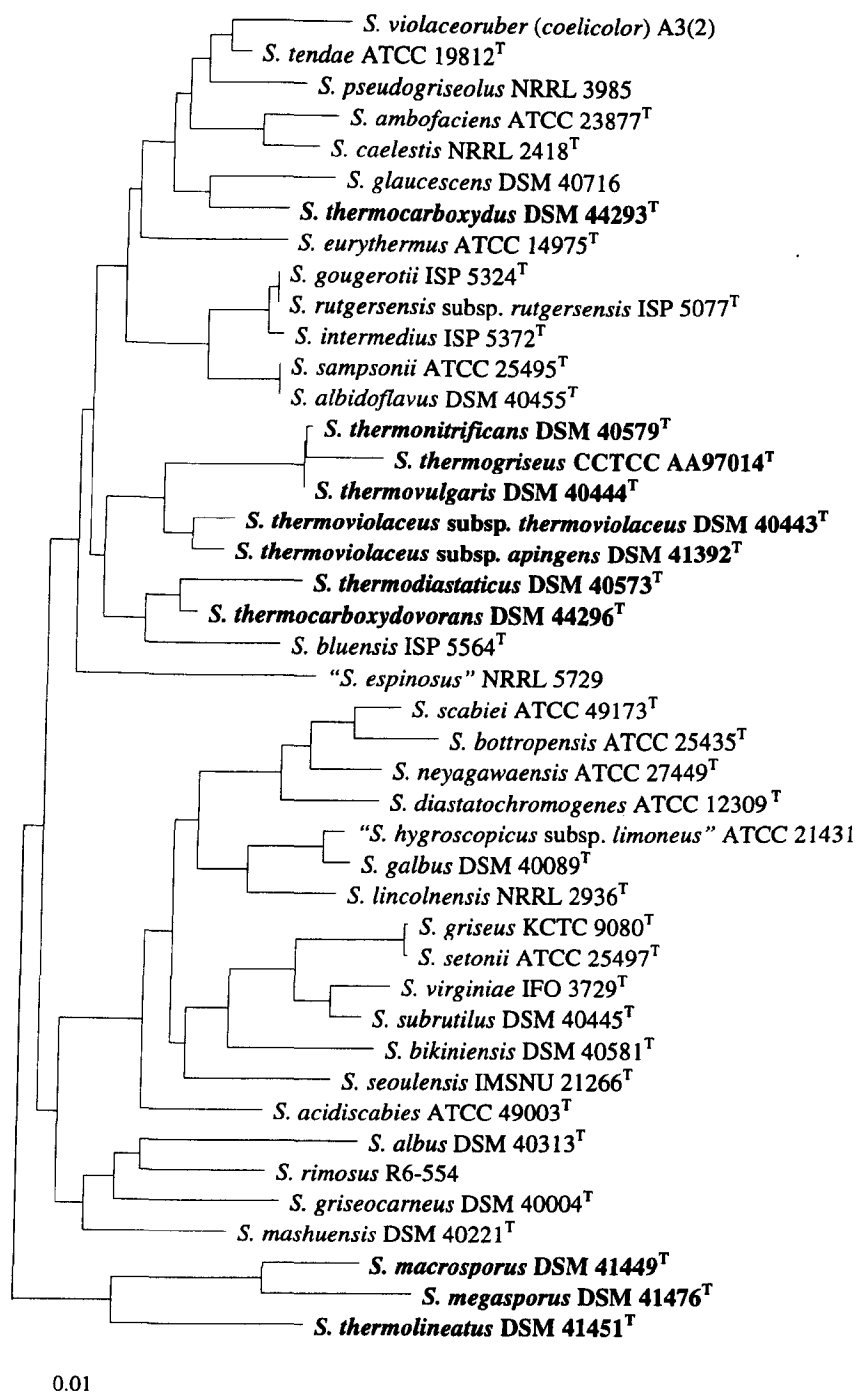 S. violaceoruber (coelicolor) A3(2)
S. tendae ATCC 19812ᵀ
S. pseudogriseolus NRRL 3985
S. ambofaciens ATCC 23877ᵀ
S. caelestis NRRL 2418ᵀ
S. glaucescens DSM 40716
S. thermocarboxydus DSM 44293ᵀ
S. eurythermus ATCC 14975ᵀ
S. gougerotii ISP 5324ᵀ
S. rutgersensis subsp. rutgersensis ISP 5077ᵀ
S. intermedius ISP 5372ᵀ
S. sampsonii ATCC 25495ᵀ
S. albidoflavus DSM 40455ᵀ
S. thermonitrificans DSM 40579ᵀ
S. thermogriseus CCTCC AA97014ᵀ
S. thermovulgaris DSM 40444ᵀ
S. thermoviolaceus subsp. thermoviolaceus DSM 40443ᵀ
S. thermoviolaceus subsp. apingens DSM 41392ᵀ
S. thermodiastaticus DSM 40573ᵀ
S. thermocarboxydovorans DSM 44296ᵀ
S. bluensis ISP 5564ᵀ
"S. espinosus" NRRL 5729
S. scabiei ATCC 49173ᵀ
S. bottropensis ATCC 25435ᵀ
S. neyagawaensis ATCC 27449ᵀ
S. diastatochromogenes ATCC 12309ᵀ
"S. hygroscopicus subsp. limoneus" ATCC 21431
S. galbus DSM 40089ᵀ
S. lincolnensis NRRL 2936ᵀ
S. griseus KCTC 9080ᵀ
S. setonii ATCC 25497ᵀ
S. virginiae IFO 3729ᵀ
S. subrutilus DSM 40445ᵀ
S. bikiniensis DSM 40581ᵀ
S. seoulensis IMSNU 21266ᵀ
S. acidiscabies ATCC 49003ᵀ
S. albus DSM 40313ᵀ
S. rimosus R6-554
S. griseocarneus DSM 40004ᵀ
S. mashuensis DSM 40221ᵀ
S. macrosporus DSM 41449ᵀ
S. megasporus DSM 41476ᵀ
S. thermolineatus DSM 41451ᵀ
0.01